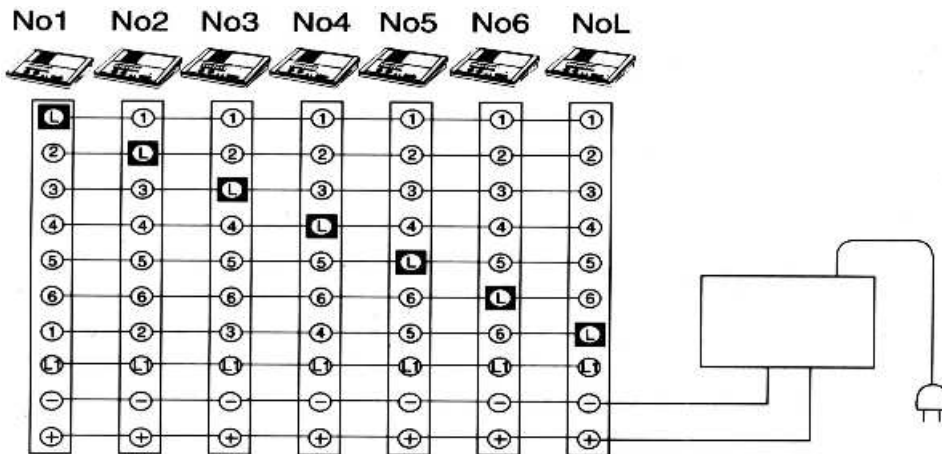 No1 No2 No3 No4 No5 No6 NoL
L 1 1 1 1 1 1
2 L 2 2 2 2 2
3 3 L 3 3 3 3
4 4 4 L 4 4 4
5 5 5 5 L 5 5
6 6 6 6 6 L 6
1 2 3 4 5 6 L
L1 L1 L1 L1 L1 L1 L1
− − − − − − −
+ + + + + + +